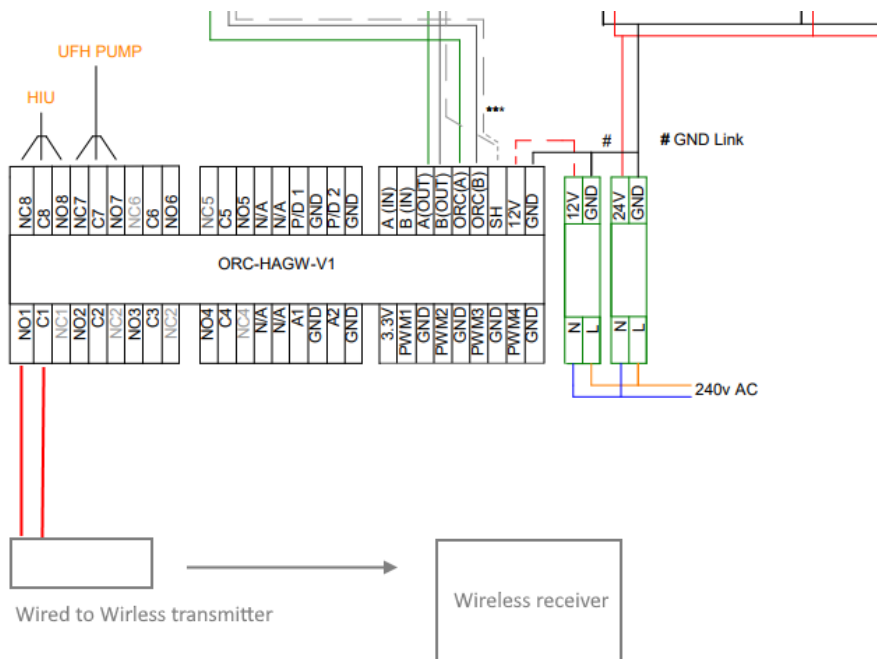 UFH PUMP
HIU
***
#
# GND Link
NC8 C8 NO8 NC7 C7 NO7 NC6 C6 NO6
NC5 C5 NO5 N/A N/A P/D 1 GND P/D 2 GND
A (IN) B (IN) A(OUT) B(OUT) ORC(A) ORC(B) SH 12V GND
12V GND
24V GND
ORC-HAGW-V1
NO1 C1 NC1 NO2 C2 NC2 NO3 C3 NC2
NO4 C4 NC4 N/A N/A A1 GND A2 GND
3.3V PWM1 GND PWM2 GND PWM3 GND PWM4 GND
N L
N L
240v AC
Wired to Wirless transmitter
Wireless receiver